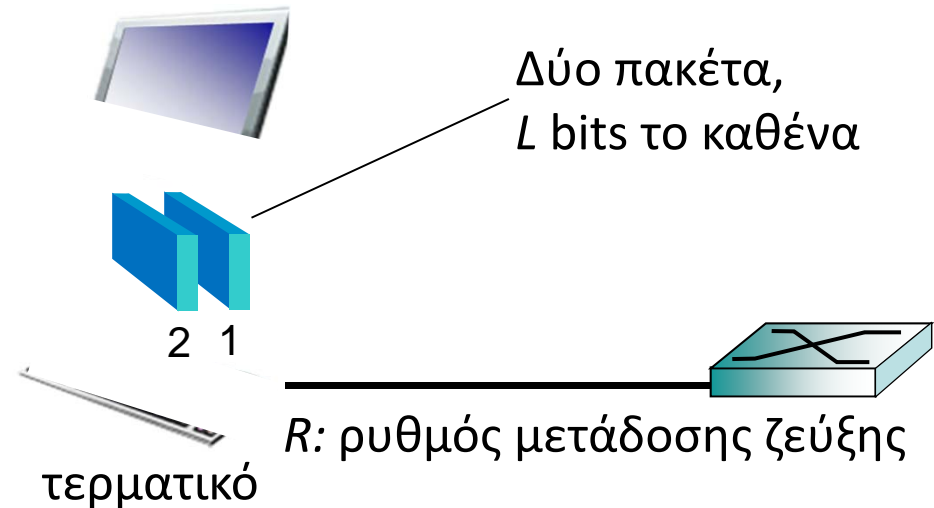 Δύο πακέτα,
L bits το καθένα
2 1
R: ρυθμός μετάδοσης ζεύξης
τερματικό